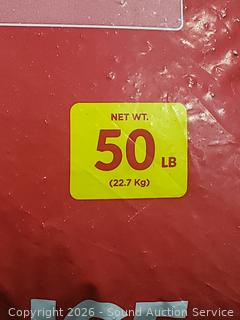 NET WT.
50 LB
(22.7 Kg)
Copyright 2026 - Sound Auction Service